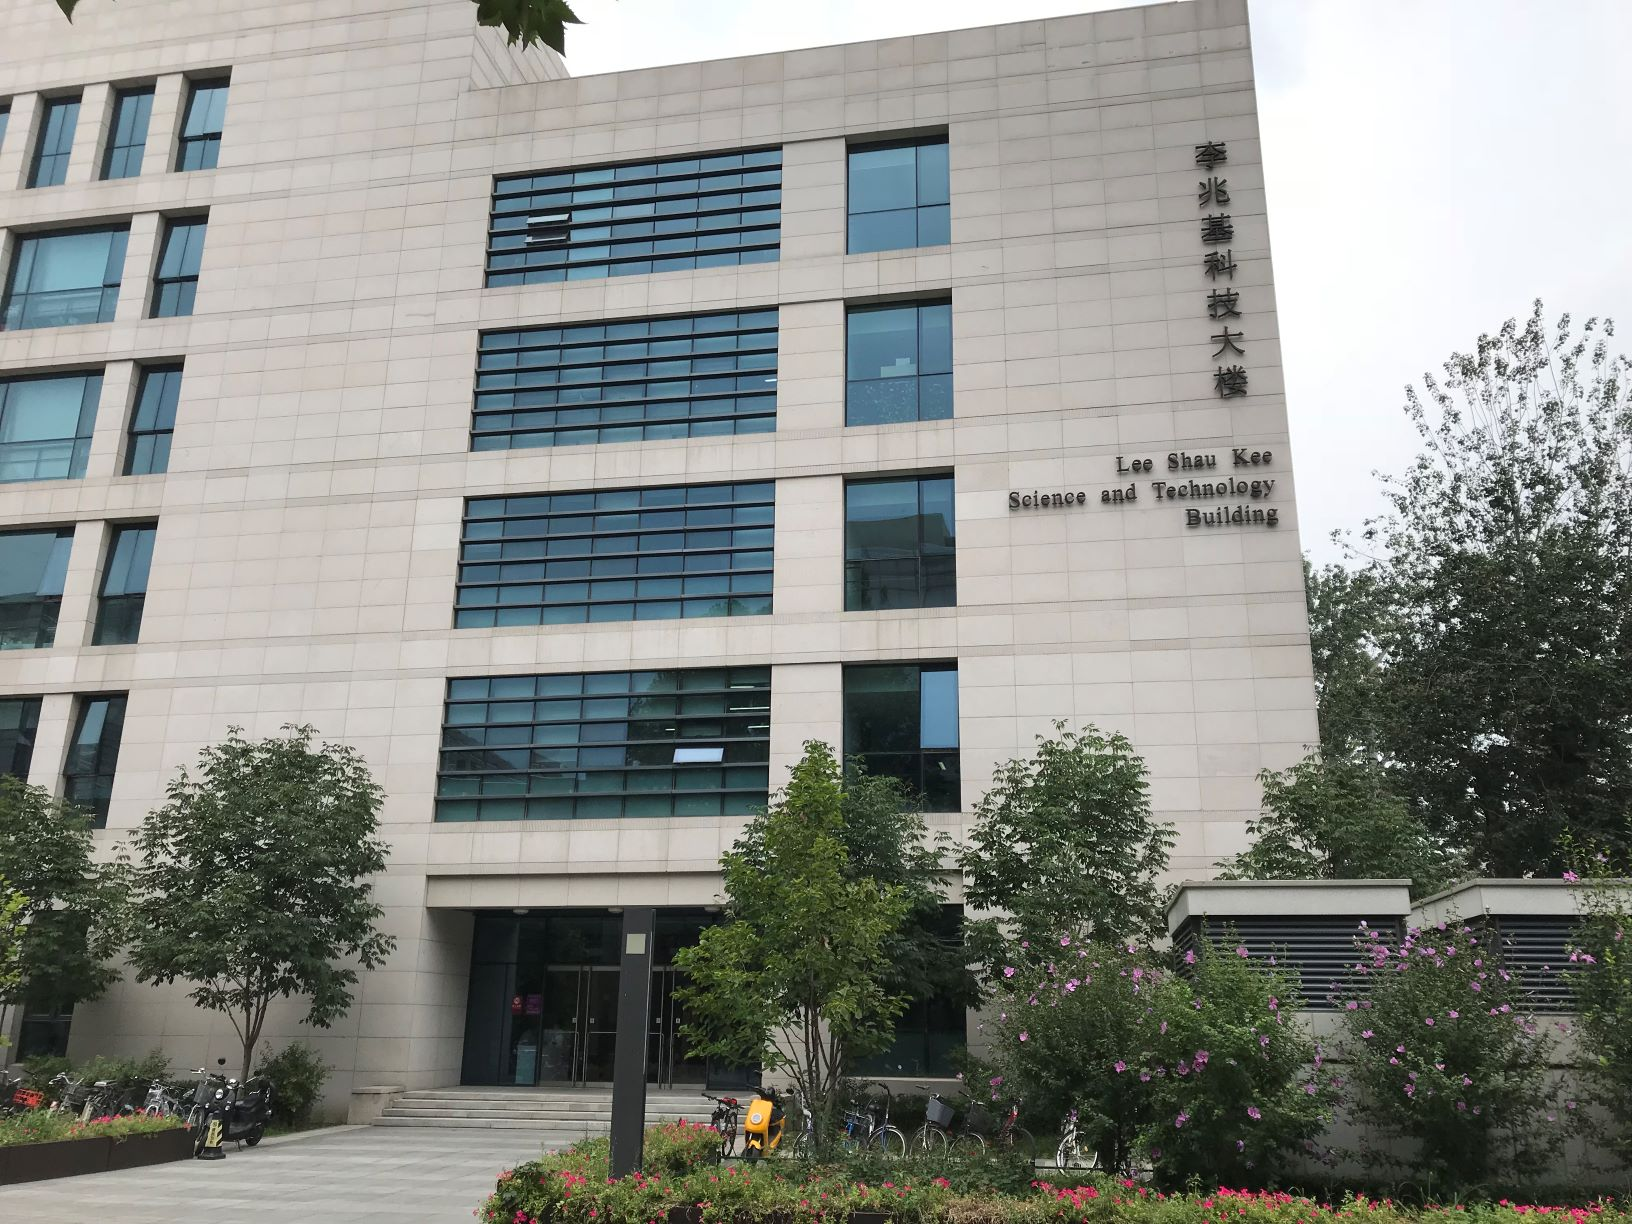 李兆基科技大楼
Lee Shau Kee
Science and Technology
Building